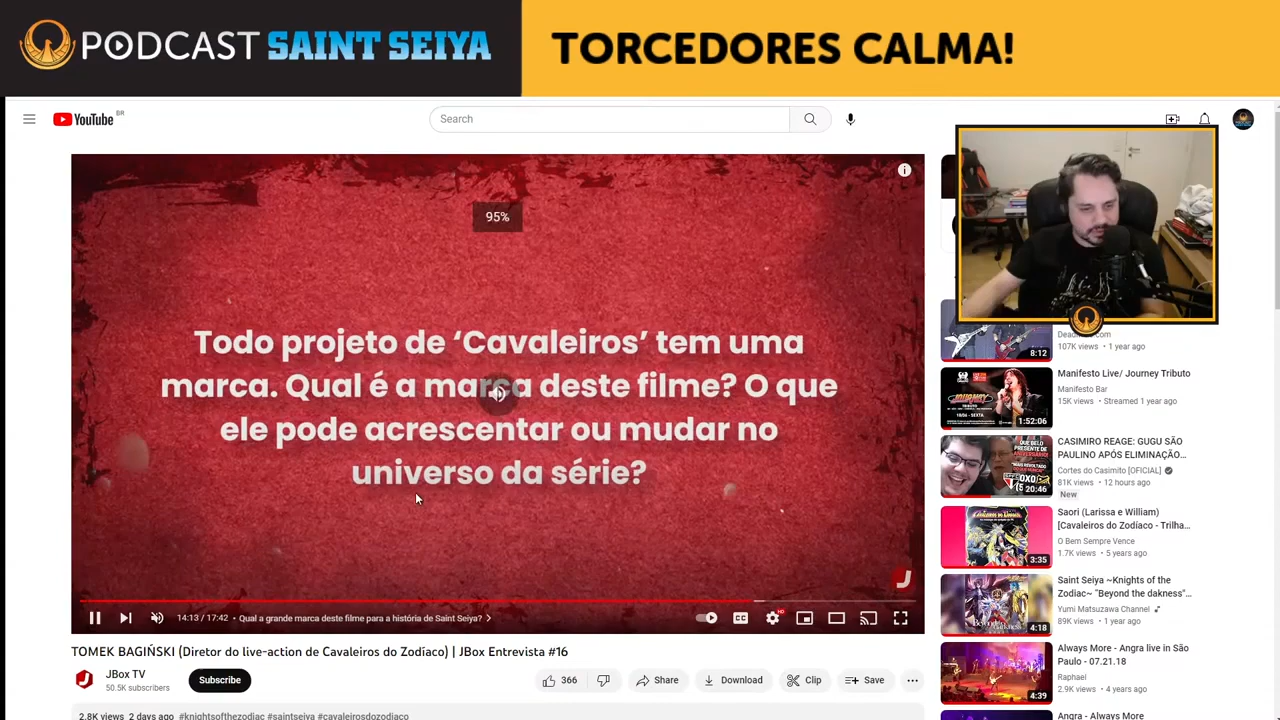 PODCAST SAINT SEIYA
TORCEDORES CALMA!
YouTube BR
Search
95%
Todo projeto de ‘Cavaleiros’ tem uma
marca. Qual é a marca deste filme? O que
ele pode acrescentar ou mudar no
universo da série?
14:13 / 17:42 • Qual a grande marca deste filme para a história de Saint Seiya?
CC
HD
TOMEK BAGIŃSKI (Diretor do live-action de Cavaleiros do Zodíaco) | JBox Entrevista #16
JBox TV
50.5K subscribers
Subscribe
366
Share
Download
Clip
Save
2.8K views 2 days ago #knightsofthezodiac #saintseiya #cavaleirosdozodiaco
107K views • 1 year ago
8:12
Manifesto Live/ Journey Tributo
Manifesto Bar
15K views • Streamed 1 year ago
1:52:06
CASIMIRO REAGE: GUGU SÃO
PAULINO APÓS ELIMINAÇÃO...
Cortes do Casimito [OFICIAL]
81K views • 12 hours ago
New
20:46
Saori (Larissa e William)
[Cavaleiros do Zodíaco - Trilha...
O Bem Sempre Vence
1.7K views • 5 years ago
3:35
Saint Seiya ~Knights of the
Zodiac~ "Beyond the dakness"...
Yumi Matsuzawa Channel
89K views • 1 year ago
4:18
Always More - Angra live in São
Paulo - 07.21.18
Raphael
2.9K views • 4 years ago
4:39
Angra - Always More